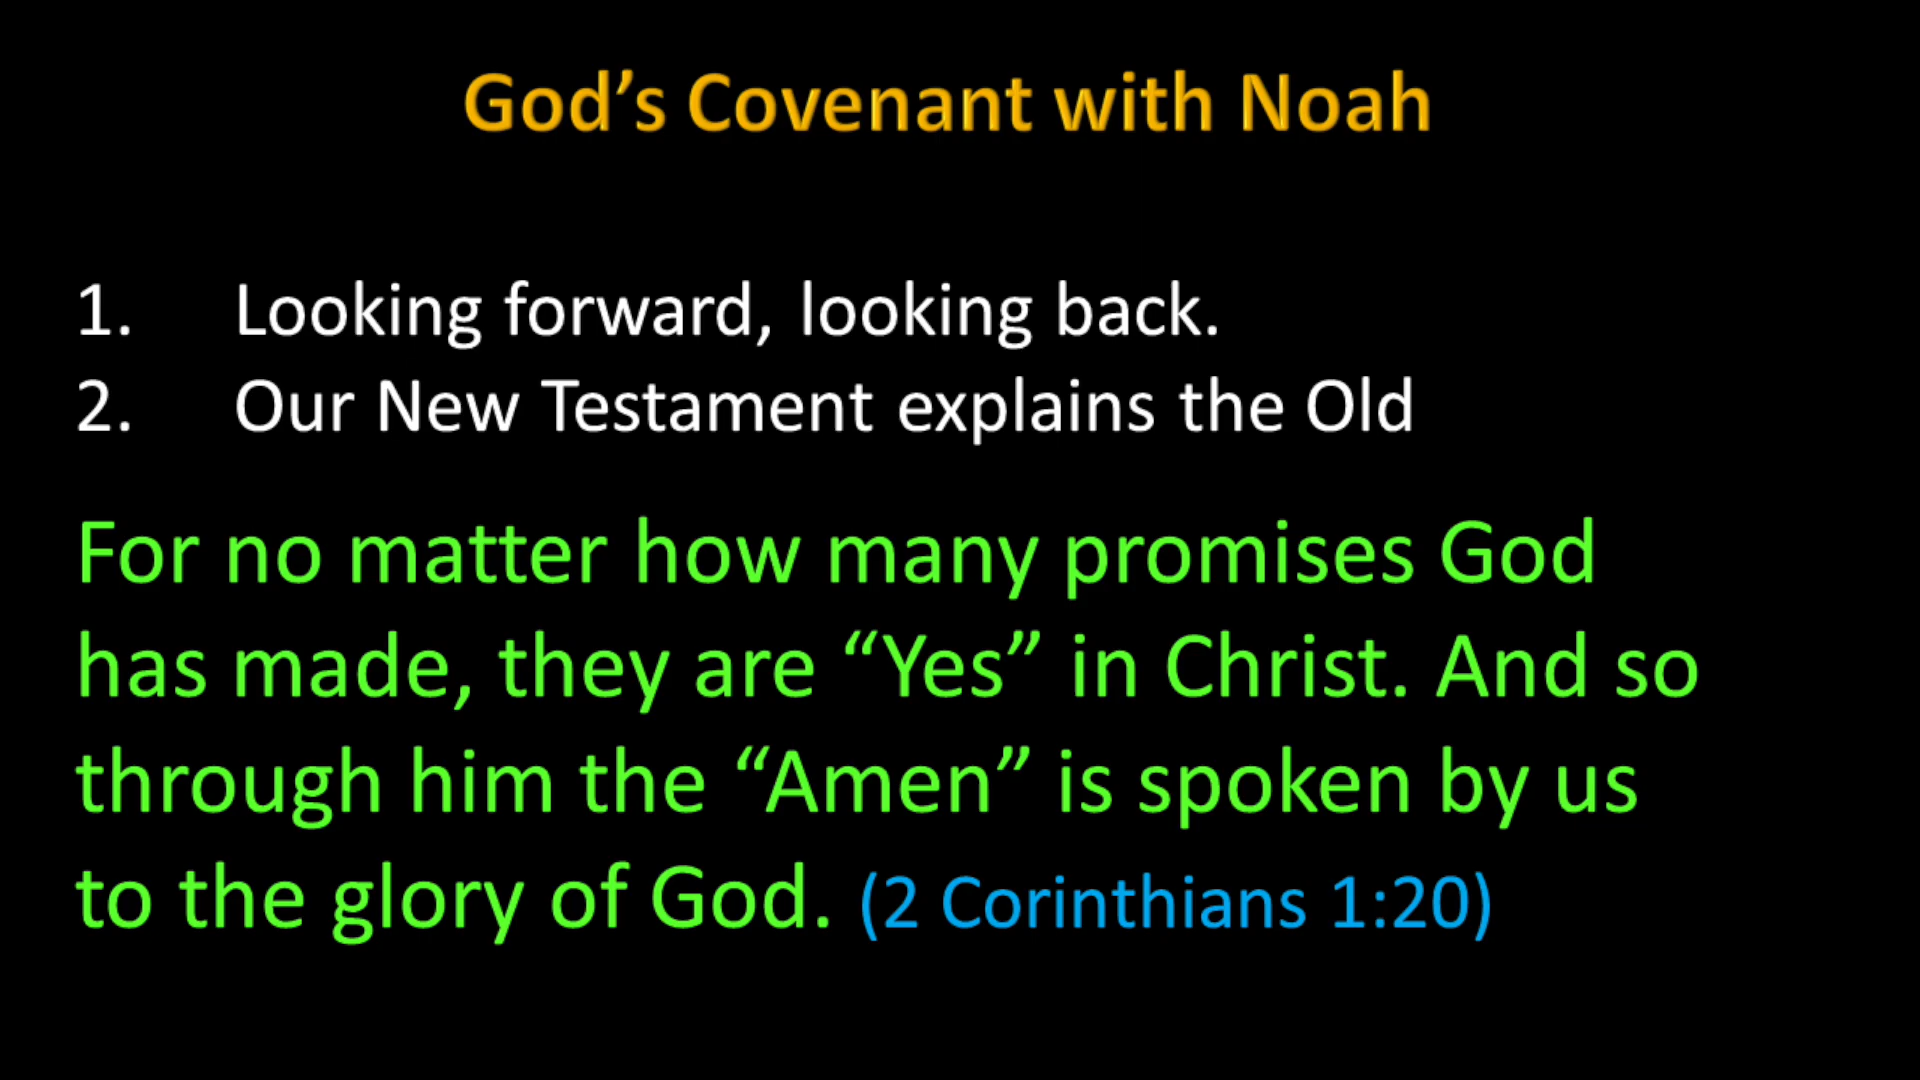 God’s Covenant with Noah
1. Looking forward, looking back.
2. Our New Testament explains the Old
For no matter how many promises God
has made, they are “Yes” in Christ. And so
through him the “Amen” is spoken by us
to the glory of God. (2 Corinthians 1:20)